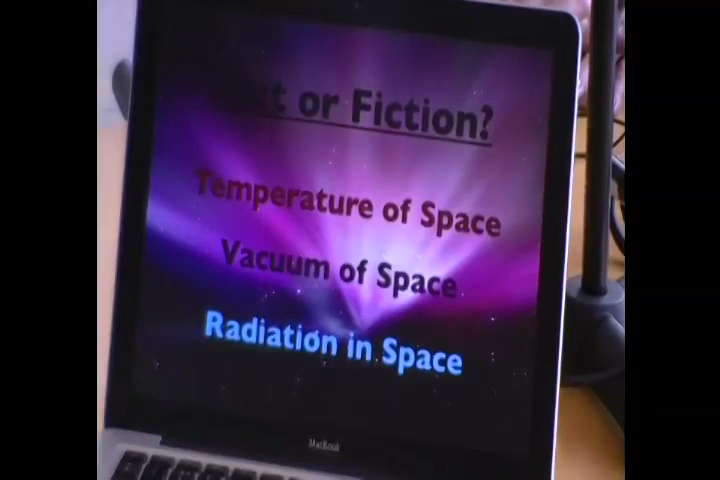 or Fiction?
Temperature of Space
Vacuum of Space
Radiation in Space
MacBook